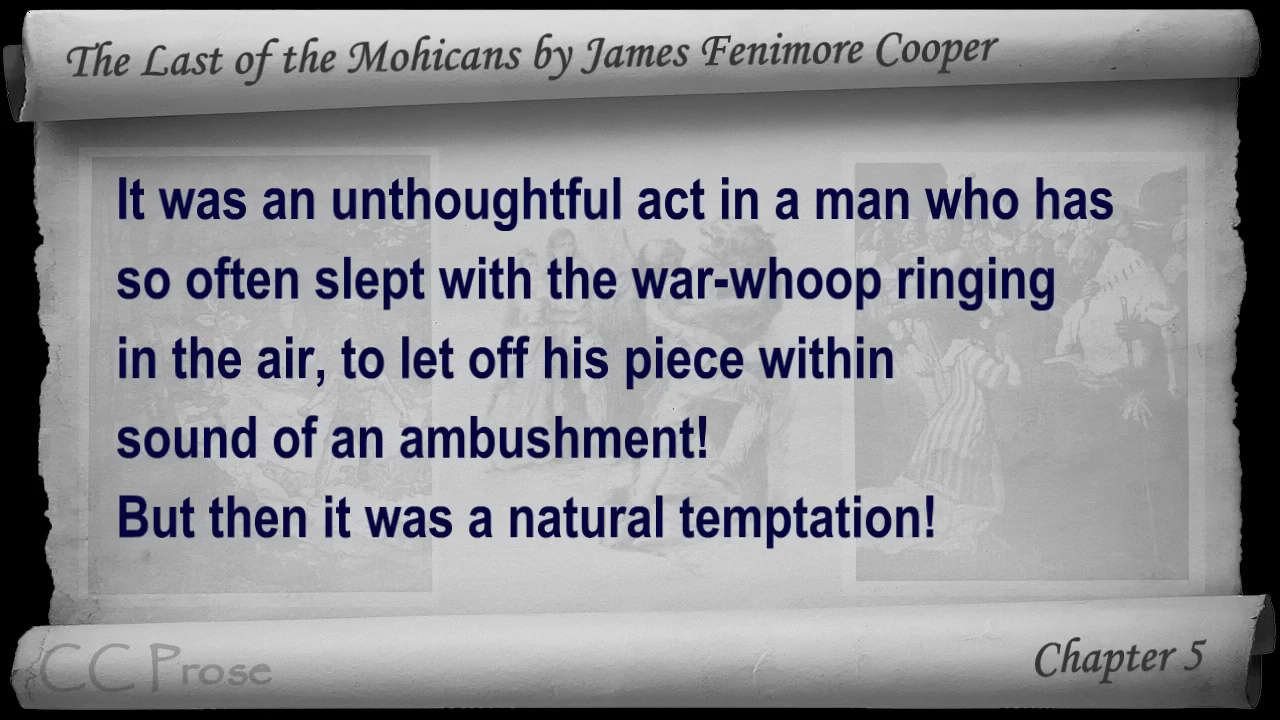 The Last of the Mohicans by James Fenimore Cooper
It was an unthoughtful act in a man who has
so often slept with the war-whoop ringing
in the air, to let off his piece within
sound of an ambushment!
But then it was a natural temptation!
CC Prose
Chapter 5